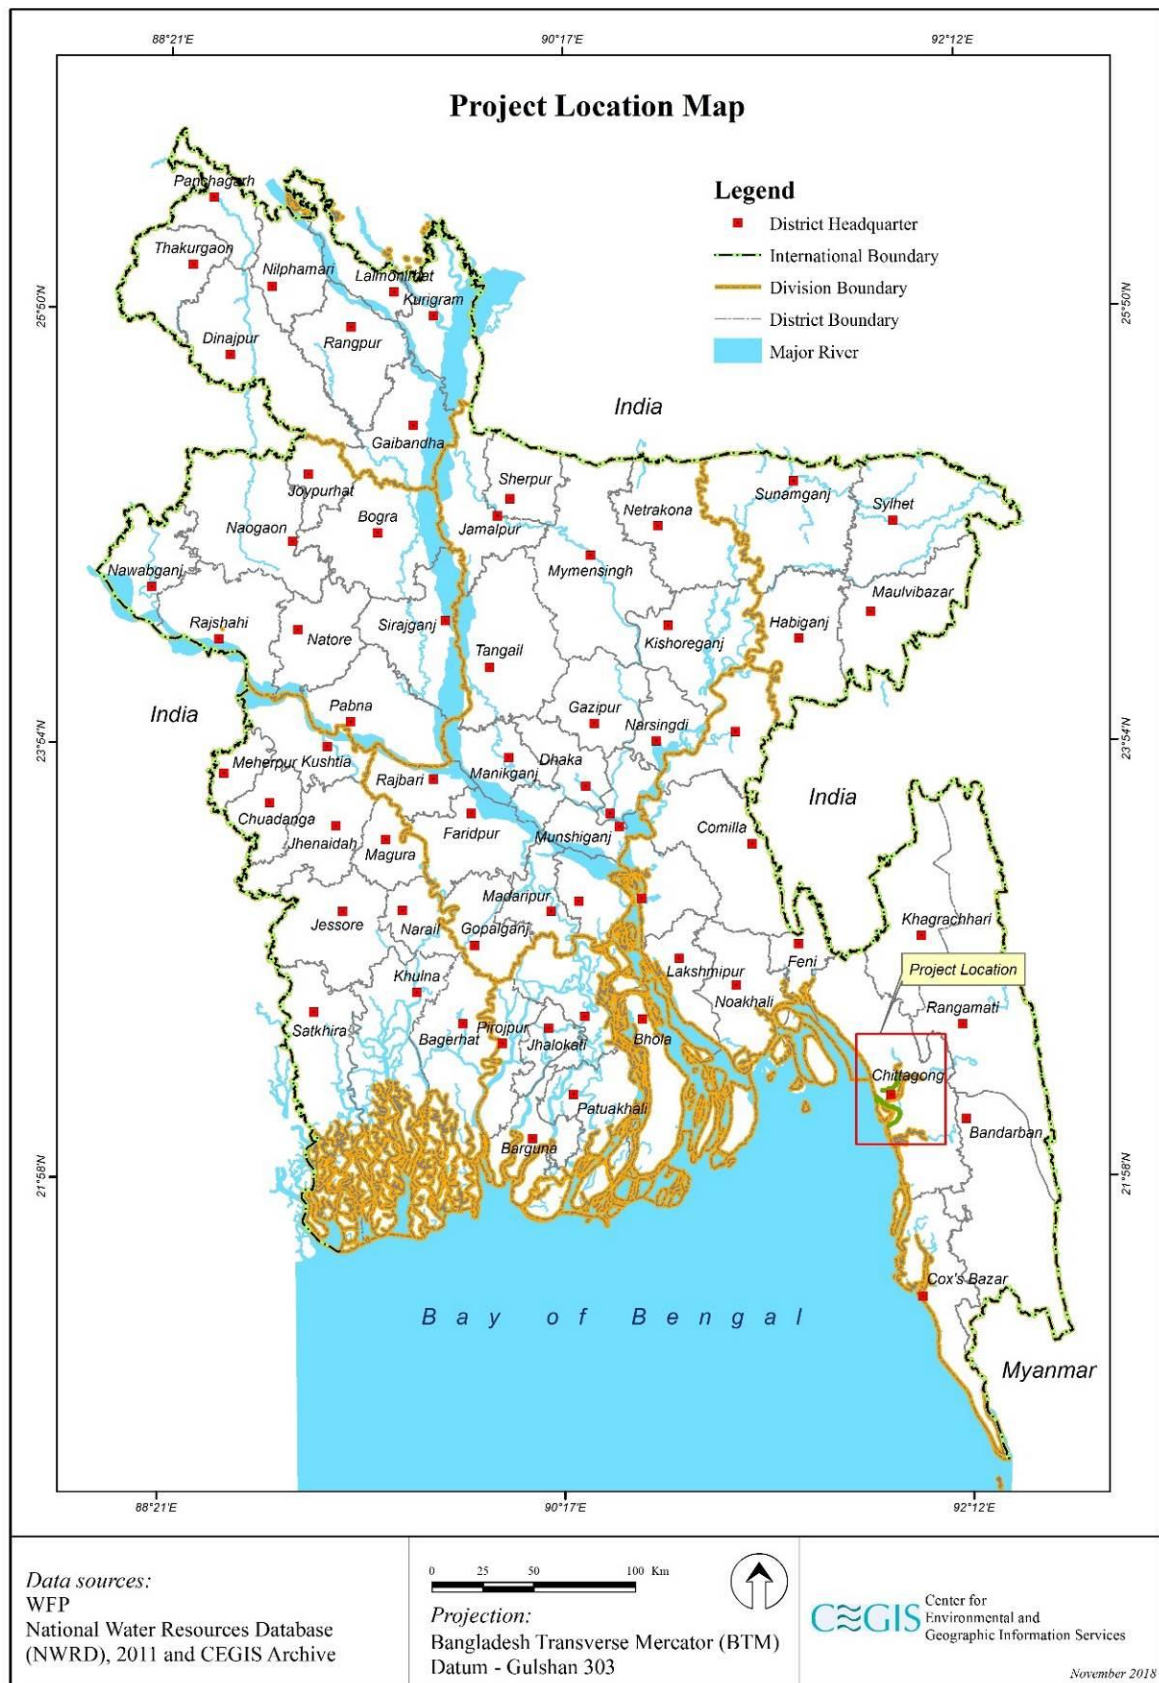 88°21'E 90°17'E 92°12'E
Project Location Map
Legend
District Headquarter
International Boundary
Division Boundary
District Boundary
Major River
Panchagarh
Thakurgaon
Nilphamari
Lalmonirhat
Kurigram
25°50'N
25°50'N
Dinajpur
Rangpur
India
Gaibandha
Joypurhat
Sherpur
Sunamganj
Sylhet
Naogaon
Bogra
Jamalpur
Netrakona
Nawabganj
Mymensingh
Maulvibazar
Rajshahi
Natore
Sirajganj
Kishoreganj
Habiganj
Tangail
India
Pabna
Gazipur
Narsingdi
23°54'N
23°54'N
Meherpur
Kushtia
Rajbari
Manikganj
Dhaka
India
Chuadanga
Jhenaidah
Magura
Faridpur
Munshiganj
Comilla
Madaripur
Jessore
Narail
Gopalganj
Khagrachhari
Feni
Lakshmipur
Project Location
Khulna
Noakhali
Rangamati
Satkhira
Bagerhat
Pirojpur
Jhalokati
Bhola
Chittagong
Patuakhali
Bandarban
Barguna
21°58'N
21°58'N
Cox's Bazar
Bay of Bengal
Myanmar
88°21'E 90°17'E 92°12'E
Data sources:
WFP
National Water Resources Database
(NWRD), 2011 and CEGIS Archive
0 25 50 100 Km
Projection:
Bangladesh Transverse Mercator (BTM)
Datum - Gulshan 303
CEGIS
Center for
Environmental and
Geographic Information Services
November 2018